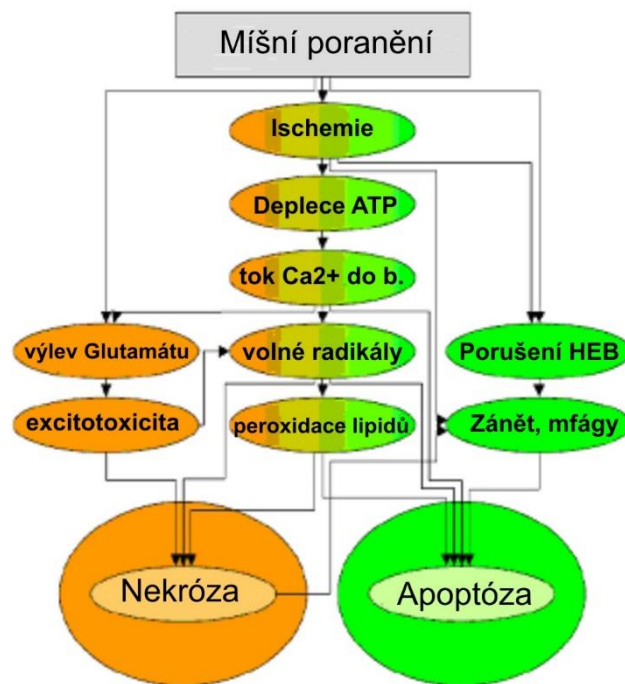 Míšní poranění
Ischemie
Deplece ATP
tok Ca2+ do b.
výlev Glutamátu
volné radikály
Porušení HEB
excitotoxicita
peroxidace lipidů
Zánět, mfágy
Nekróza
Apoptóza